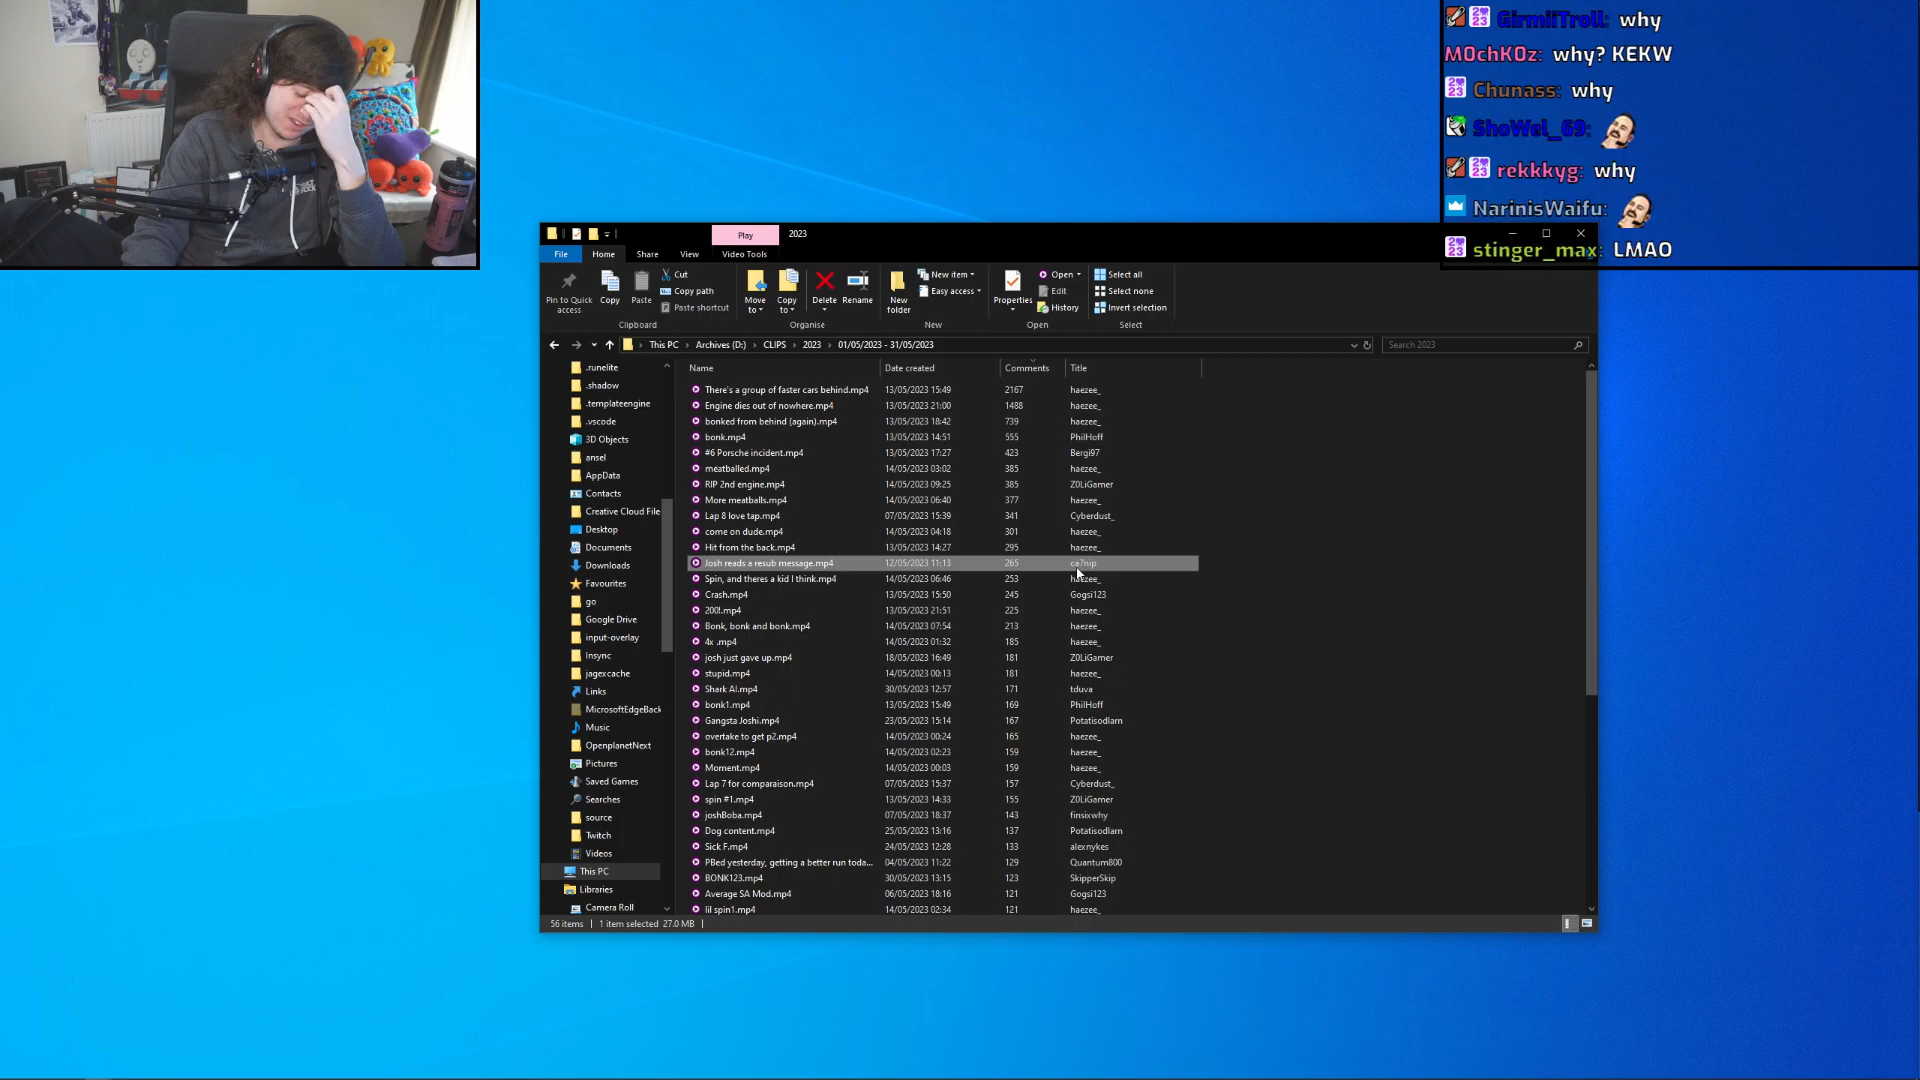 GirmiiTroll: why
M0chK0z: why? KEKW
Chunass: why
ShoWel_69:
rekkkyg: why
NarinisWaifu:
stinger_max: LMAO
Play
2023
File
Home
Share
View
Video Tools
Pin to Quick access
Copy
Paste
Cut
Copy path
Paste shortcut
Move to
Copy to
Delete
Rename
New folder
New item
Easy access
Properties
Open
Edit
History
Select all
Select none
Invert selection
Clipboard
Organise
New
Open
Select
This PC > Archives (D:) > CLIPS > 2023 > 01/05/2023 - 31/05/2023
Search 2023
Name Date created Comments Title
.runelite
.shadow
.templateengine
.vscode
3D Objects
ansel
AppData
Contacts
Creative Cloud File
Desktop
Documents
Downloads
Favourites
go
Google Drive
input-overlay
Insync
jagexcache
Links
MicrosoftEdgeBack
Music
OpenplanetNext
Pictures
Saved Games
Searches
source
Twitch
Videos
This PC
Libraries
Camera Roll
There's a group of faster cars behind.mp4 13/05/2023 15:49 2167 haezee_
Engine dies out of nowhere.mp4 13/05/2023 21:00 1488 haezee_
bonked from behind (again).mp4 13/05/2023 18:42 739 haezee_
bonk.mp4 13/05/2023 14:51 555 PhilHoff
#6 Porsche incident.mp4 13/05/2023 17:27 423 Bergi97
meatballed.mp4 14/05/2023 03:02 385 haezee_
RIP 2nd engine.mp4 14/05/2023 09:25 385 Z0LiGamer
More meatballs.mp4 14/05/2023 06:40 377 haezee_
Lap 8 love tap.mp4 07/05/2023 15:39 341 Cyberdust_
come on dude.mp4 14/05/2023 04:18 301 haezee_
Hit from the back.mp4 13/05/2023 14:27 295 haezee_
Josh reads a resub message.mp4 12/05/2023 11:13 265 ca7nip
Spin, and theres a kid I think.mp4 14/05/2023 06:46 253 haezee_
Crash.mp4 13/05/2023 15:50 245 Gogsi123
200!.mp4 13/05/2023 21:51 225 haezee_
Bonk, bonk and bonk.mp4 14/05/2023 07:54 213 haezee_
4x .mp4 14/05/2023 01:32 185 haezee_
josh just gave up.mp4 18/05/2023 16:49 181 Z0LiGamer
stupid.mp4 14/05/2023 00:13 181 haezee_
Shark AI.mp4 30/05/2023 12:57 171 tduva
bonk1.mp4 13/05/2023 15:49 169 PhilHoff
Gangsta Joshi.mp4 23/05/2023 15:14 167 Potatisodlarn
overtake to get p2.mp4 14/05/2023 00:24 165 haezee_
bonk12.mp4 14/05/2023 02:23 159 haezee_
Moment.mp4 14/05/2023 00:03 159 haezee_
Lap 7 for comparaison.mp4 07/05/2023 15:37 157 Cyberdust_
spin #1.mp4 13/05/2023 14:33 155 Z0LiGamer
joshBoba.mp4 07/05/2023 18:37 143 finsixwhy
Dog content.mp4 25/05/2023 13:16 137 Potatisodlarn
Sick F.mp4 24/05/2023 12:28 133 alexnykes
PBed yesterday, getting a better run toda... 04/05/2023 11:22 129 Quantum800
BONK123.mp4 30/05/2023 13:15 123 SkipperSkip
Average SA Mod.mp4 06/05/2023 18:16 121 Gogsi123
lil spin1.mp4 14/05/2023 02:34 121 haezee_
56 items 1 item selected 27.0 MB